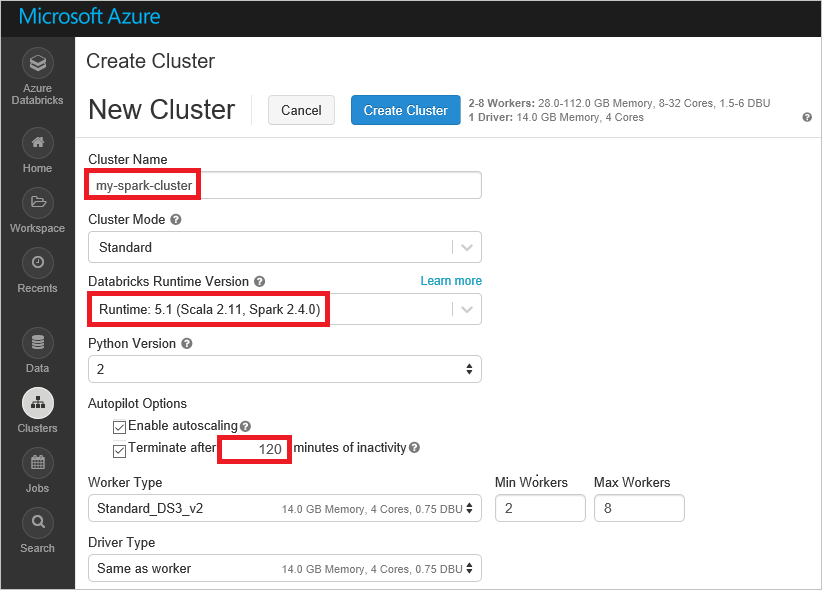 Microsoft Azure
Azure
Databricks
Home
Workspace
Recents
Data
Clusters
Jobs
Search
Create Cluster
New Cluster
Cancel
Create Cluster
2-8 Workers: 28.0-112.0 GB Memory, 8-32 Cores, 1.5-6 DBU
1 Driver: 14.0 GB Memory, 4 Cores
?
Cluster Name
my-spark-cluster
Cluster Mode ?
Standard
Databricks Runtime Version ? Learn more
Runtime: 5.1 (Scala 2.11, Spark 2.4.0)
Python Version ?
2
Autopilot Options
Enable autoscaling ?
Terminate after 120 minutes of inactivity ?
Worker Type Min Workers Max Workers
Standard_DS3_v2 14.0 GB Memory, 4 Cores, 0.75 DBU 2 8
Driver Type
Same as worker 14.0 GB Memory, 4 Cores, 0.75 DBU